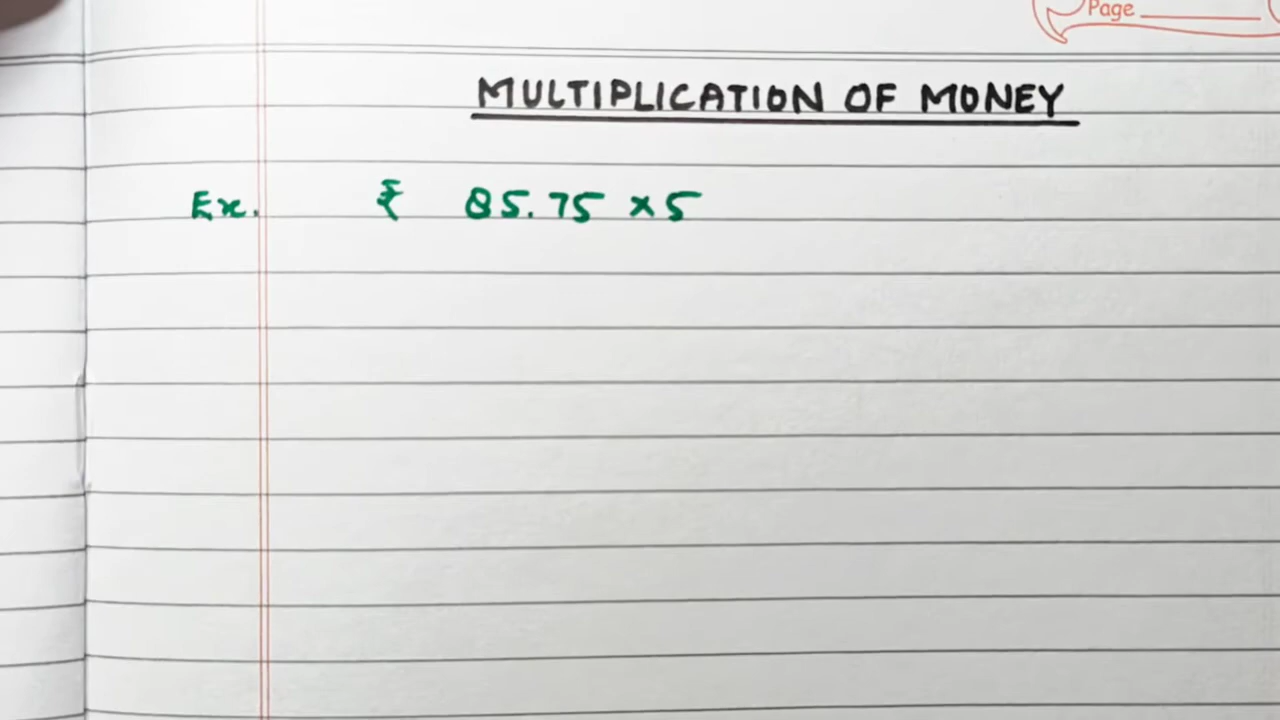 Page
MULTIPLICATION OF MONEY
Ex. ₹ 85.75 × 5